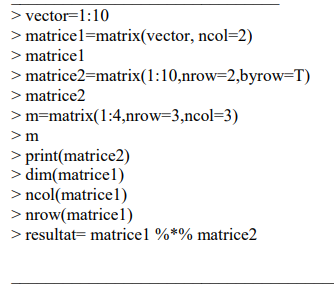 > vector=1:10
> matrice1=matrix(vector, ncol=2)
> matrice1
> matrice2=matrix(1:10,nrow=2,byrow=T)
> matrice2
> m=matrix(1:4,nrow=3,ncol=3)
> m
> print(matrice2)
> dim(matrice1)
> ncol(matrice1)
> nrow(matrice1)
> resultat= matrice1 %*% matrice2